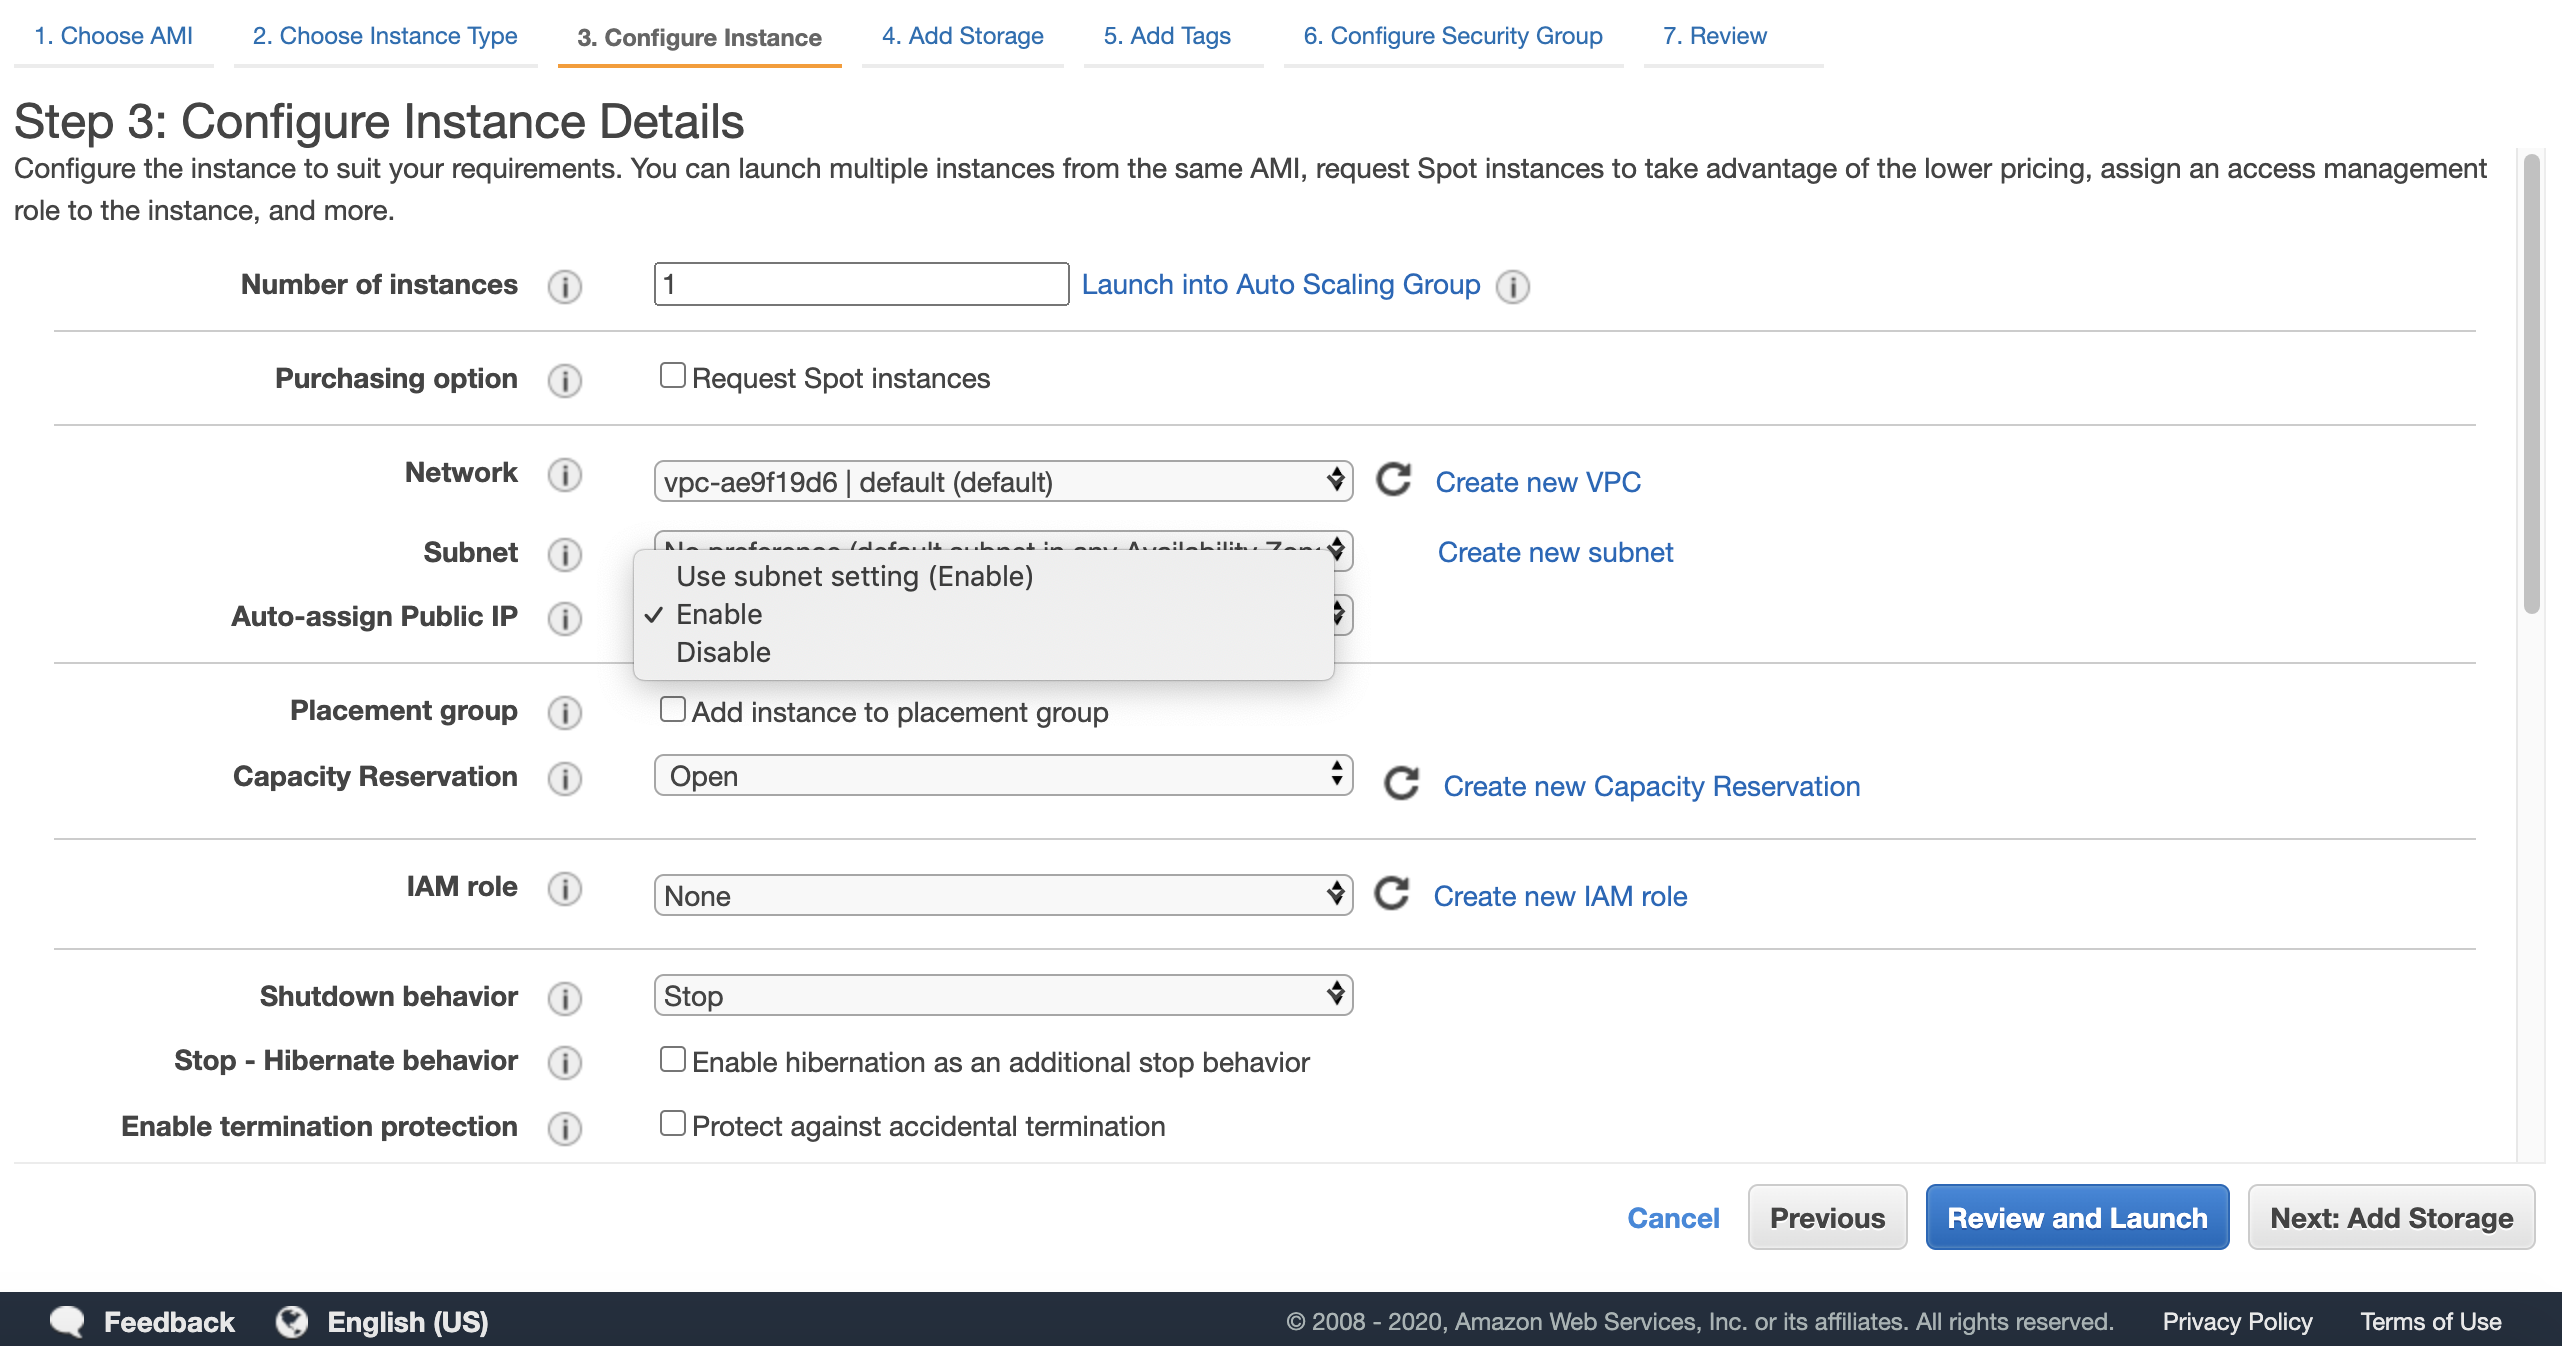 1. Choose AMI
2. Choose Instance Type
3. Configure Instance
4. Add Storage
5. Add Tags
6. Configure Security Group
7. Review
Step 3: Configure Instance Details
Configure the instance to suit your requirements. You can launch multiple instances from the same AMI, request Spot instances to take advantage of the lower pricing, assign an access management
role to the instance, and more.
Number of instances
1
Launch into Auto Scaling Group
Purchasing option
Request Spot instances
Network
vpc-ae9f19d6 | default (default)
Create new VPC
Subnet
No preference (default subnet in any Availability Zon
Create new subnet
Use subnet setting (Enable)
Auto-assign Public IP
✓ Enable
Disable
Placement group
Add instance to placement group
Capacity Reservation
Open
Create new Capacity Reservation
IAM role
None
Create new IAM role
Shutdown behavior
Stop
Stop - Hibernate behavior
Enable hibernation as an additional stop behavior
Enable termination protection
Protect against accidental termination
Cancel
Previous
Review and Launch
Next: Add Storage
Feedback
English (US)
© 2008 - 2020, Amazon Web Services, Inc. or its affiliates. All rights reserved.
Privacy Policy
Terms of Use